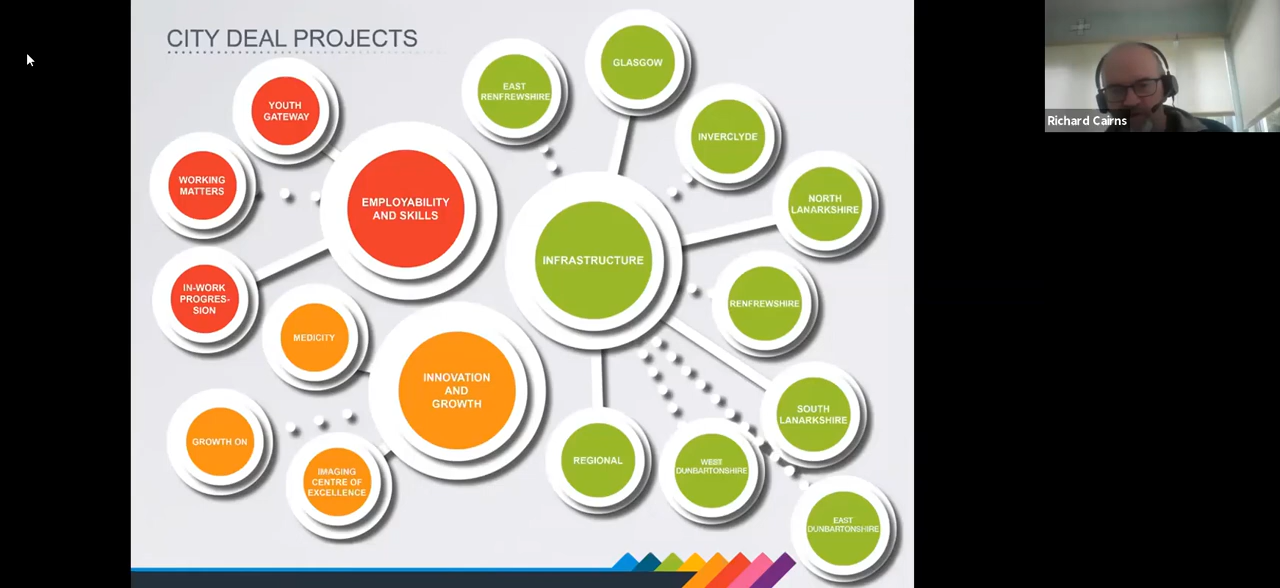 CITY DEAL PROJECTS
YOUTH
GATEWAY
WORKING
MATTERS
IN-WORK
PROGRES-
SION
EMPLOYABILITY
AND SKILLS
MEDICITY
GROWTH ON
IMAGING
CENTRE OF
EXCELLENCE
INNOVATION
AND
GROWTH
EAST
RENFREWSHIRE
GLASGOW
INVERCLYDE
NORTH
LANARKSHIRE
INFRASTRUCTURE
RENFREWSHIRE
SOUTH
LANARKSHIRE
REGIONAL
WEST
DUNBARTONSHIRE
EAST
DUNBARTONSHIRE
Richard Cairns